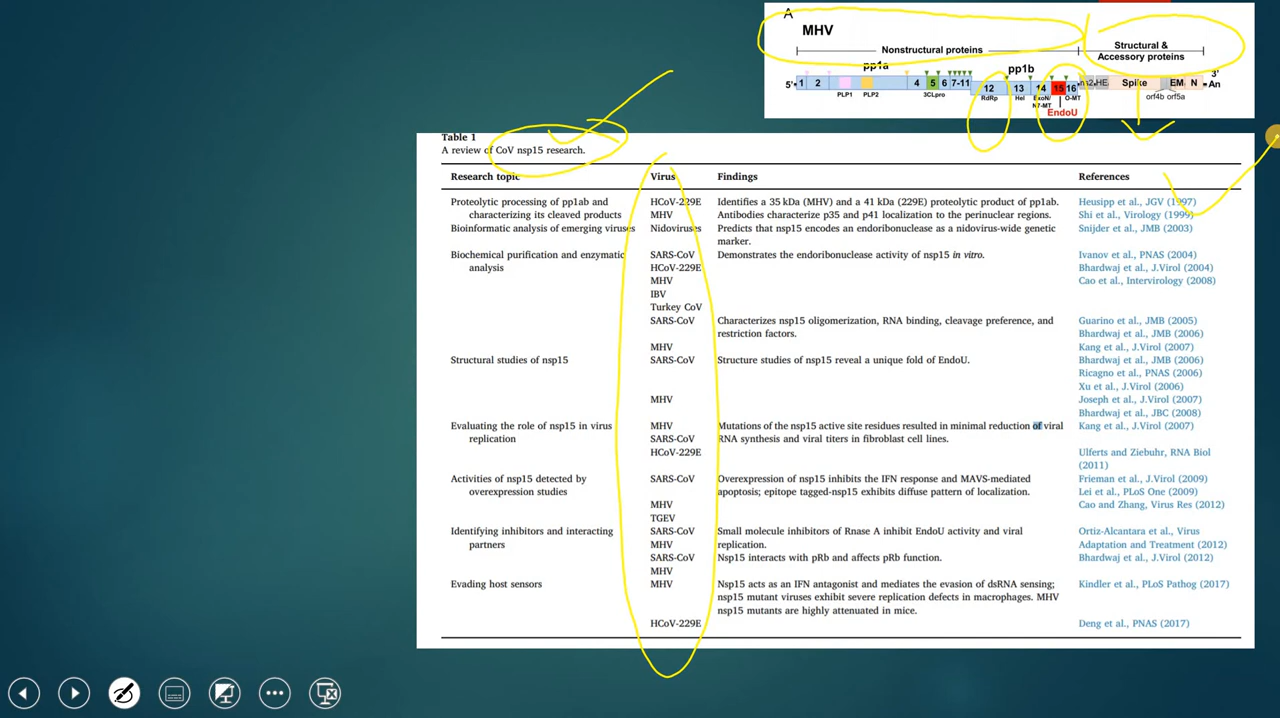 A
MHV
Nonstructural proteins
Structural &
Accessory proteins
pp1a
pp1b
5' 1 2 4 5 6 7-11 12 13 14 15 16 HE Spike EM N An
3'
PLP1 PLP2 3CLpro RdRp Hel ExoN/ O-MT orf4b orf5a
N7-MT
EndoU
Table 1
A review of CoV nsp15 research.
Research topic Virus Findings References
Proteolytic processing of pp1ab and HCoV-229E Identifies a 35 kDa (MHV) and a 41 kDa (229E) proteolytic product of pp1ab. Heusipp et al., JGV (1997)
characterizing its cleaved products MHV Antibodies characterize p35 and p41 localization to the perinuclear regions. Shi et al., Virology (1999)
Bioinformatic analysis of emerging viruses Nidoviruses Predicts that nsp15 encodes an endoribonuclease as a nidovirus-wide genetic Snijder et al., JMB (2003)
marker.
Biochemical purification and enzymatic SARS-CoV Demonstrates the endoribonuclease activity of nsp15 in vitro. Ivanov et al., PNAS (2004)
analysis HCoV-229E Bhardwaj et al., J.Virol (2004)
MHV Cao et al., Intervirology (2008)
IBV
Turkey CoV
SARS-CoV Characterizes nsp15 oligomerization, RNA binding, cleavage preference, and Guarino et al., JMB (2005)
restriction factors. Bhardwaj et al., JMB (2006)
MHV Kang et al., J.Virol (2007)
Structural studies of nsp15 SARS-CoV Structure studies of nsp15 reveal a unique fold of EndoU. Bhardwaj et al., JMB (2006)
Ricagno et al., PNAS (2006)
Xu et al., J.Virol (2006)
MHV Joseph et al., J.Virol (2007)
Bhardwaj et al., JBC (2008)
Evaluating the role of nsp15 in virus MHV Mutations of the nsp15 active site residues resulted in minimal reduction of viral Kang et al., J.Virol (2007)
replication SARS-CoV RNA synthesis and viral titers in fibroblast cell lines.
HCoV-229E Ulferts and Ziebuhr, RNA Biol
(2011)
Activities of nsp15 detected by SARS-CoV Overexpression of nsp15 inhibits the IFN response and MAVS-mediated Frieman et al., J.Virol (2009)
overexpression studies apoptosis; epitope tagged-nsp15 exhibits diffuse pattern of localization. Lei et al., PLoS One (2009)
MHV Cao and Zhang, Virus Res (2012)
TGEV
Identifying inhibitors and interacting SARS-CoV Small molecule inhibitors of Rnase A inhibit EndoU activity and viral Ortiz-Alcantara et al., Virus
partners MHV replication. Adaptation and Treatment (2012)
SARS-CoV Nsp15 interacts with pRb and affects pRb function. Bhardwaj et al., J.Virol (2012)
MHV
Evading host sensors MHV Nsp15 acts as an IFN antagonist and mediates the evasion of dsRNA sensing; Kindler et al., PLoS Pathog (2017)
nsp15 mutant viruses exhibit severe replication defects in macrophages. MHV
nsp15 mutants are highly attenuated in mice.
HCoV-229E Deng et al., PNAS (2017)